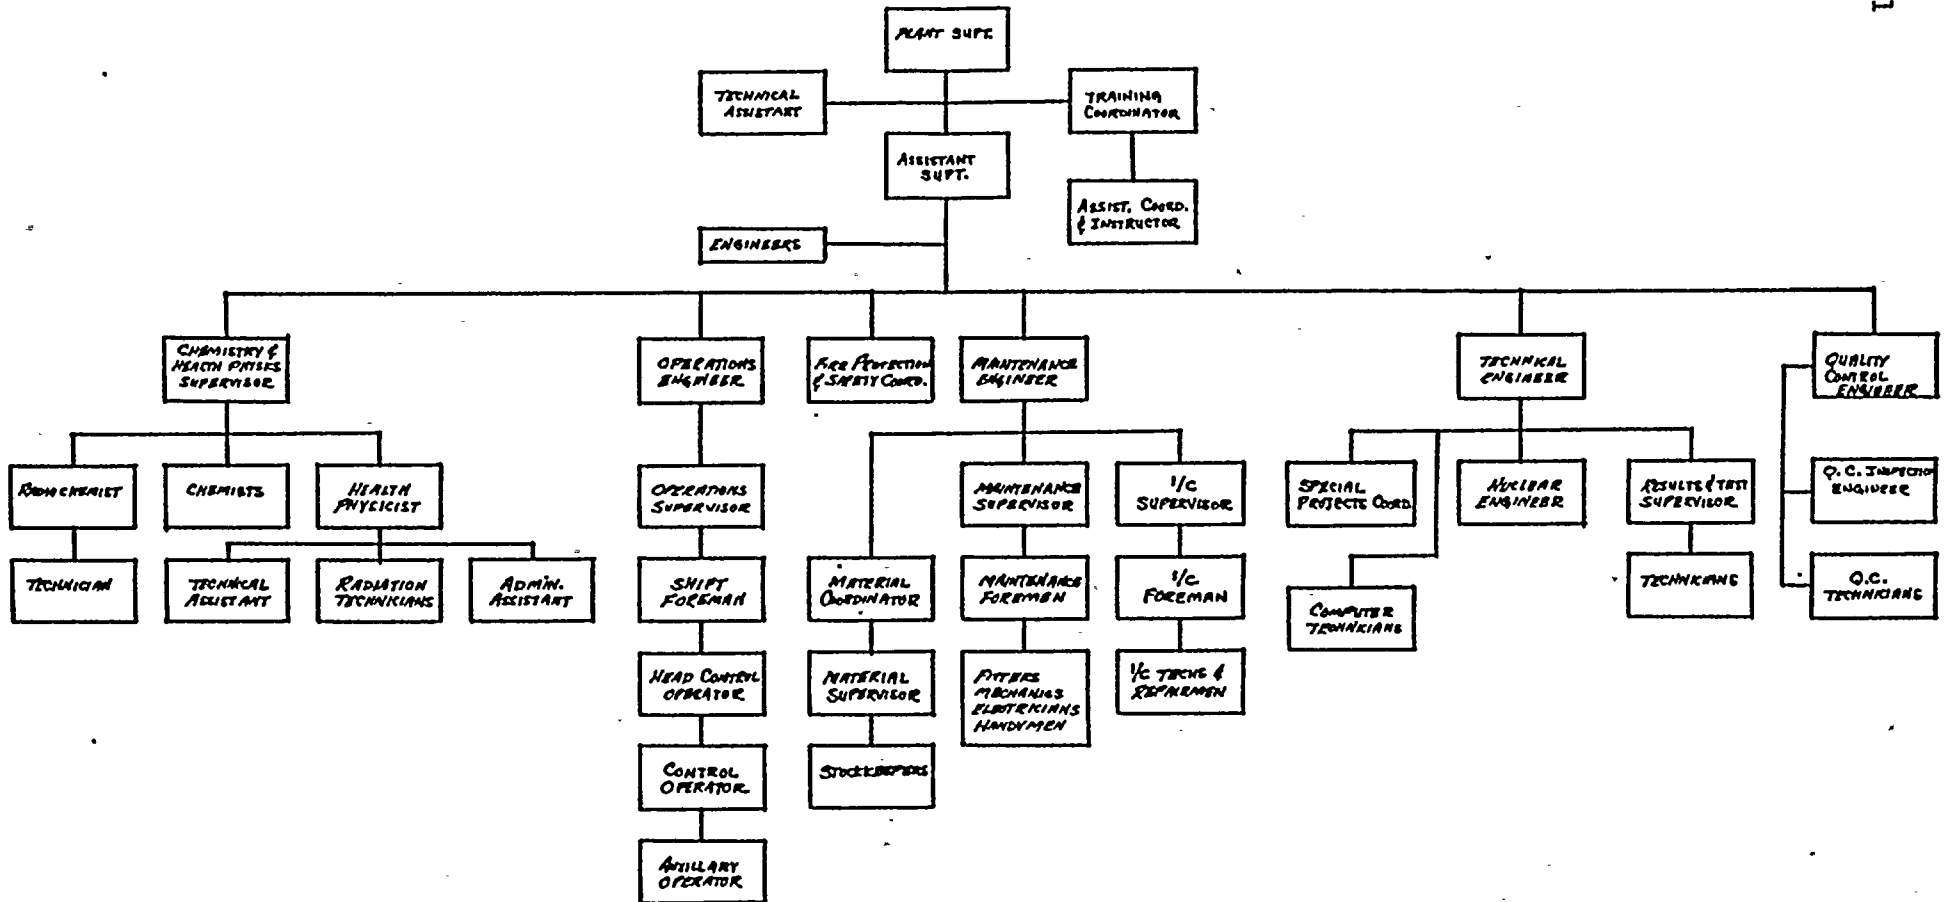 PLANT SUPT.
TECHNICAL
ASSISTANT
TRAINING
COORDINATOR
ASSISTANT
SUPT.
ASSIST. COORD.
& INSTRUCTOR
ENGINEERS
CHEMISTRY &
HEALTH PHYSICS
SUPERVISOR
OPERATIONS
ENGINEER
FIRE PROTECTION
& SAFETY COORD.
MAINTENANCE
ENGINEER
TECHNICAL
ENGINEER
QUALITY
CONTROL
ENGINEER
RADIOCHEMIST
CHEMISTS
HEALTH
PHYSICIST
OPERATIONS
SUPERVISOR
MAINTENANCE
SUPERVISOR
I/C
SUPERVISOR
SPECIAL
PROJECTS COORD.
NUCLEAR
ENGINEER
RESULTS & TEST
SUPERVISOR
Q.C. INSPECTION
ENGINEER
TECHNICIAN
TECHNICAL
ASSISTANT
RADIATION
TECHNICIANS
ADMIN.
ASSISTANT
SHIFT
FOREMAN
MATERIAL
COORDINATOR
MAINTENANCE
FOREMEN
I/C
FOREMAN
COMPUTER
TECHNICIANS
TECHNICIANS
Q.C.
TECHNICIANS
HEAD CONTROL
OPERATOR
MATERIAL
SUPERVISOR
FITTERS
MECHANICS
ELECTRICIANS
HANDYMEN
I/C TECHS &
REPAIRMEN
CONTROL
OPERATOR
STOCKKEEPERS
AUXILLARY
OPERATOR